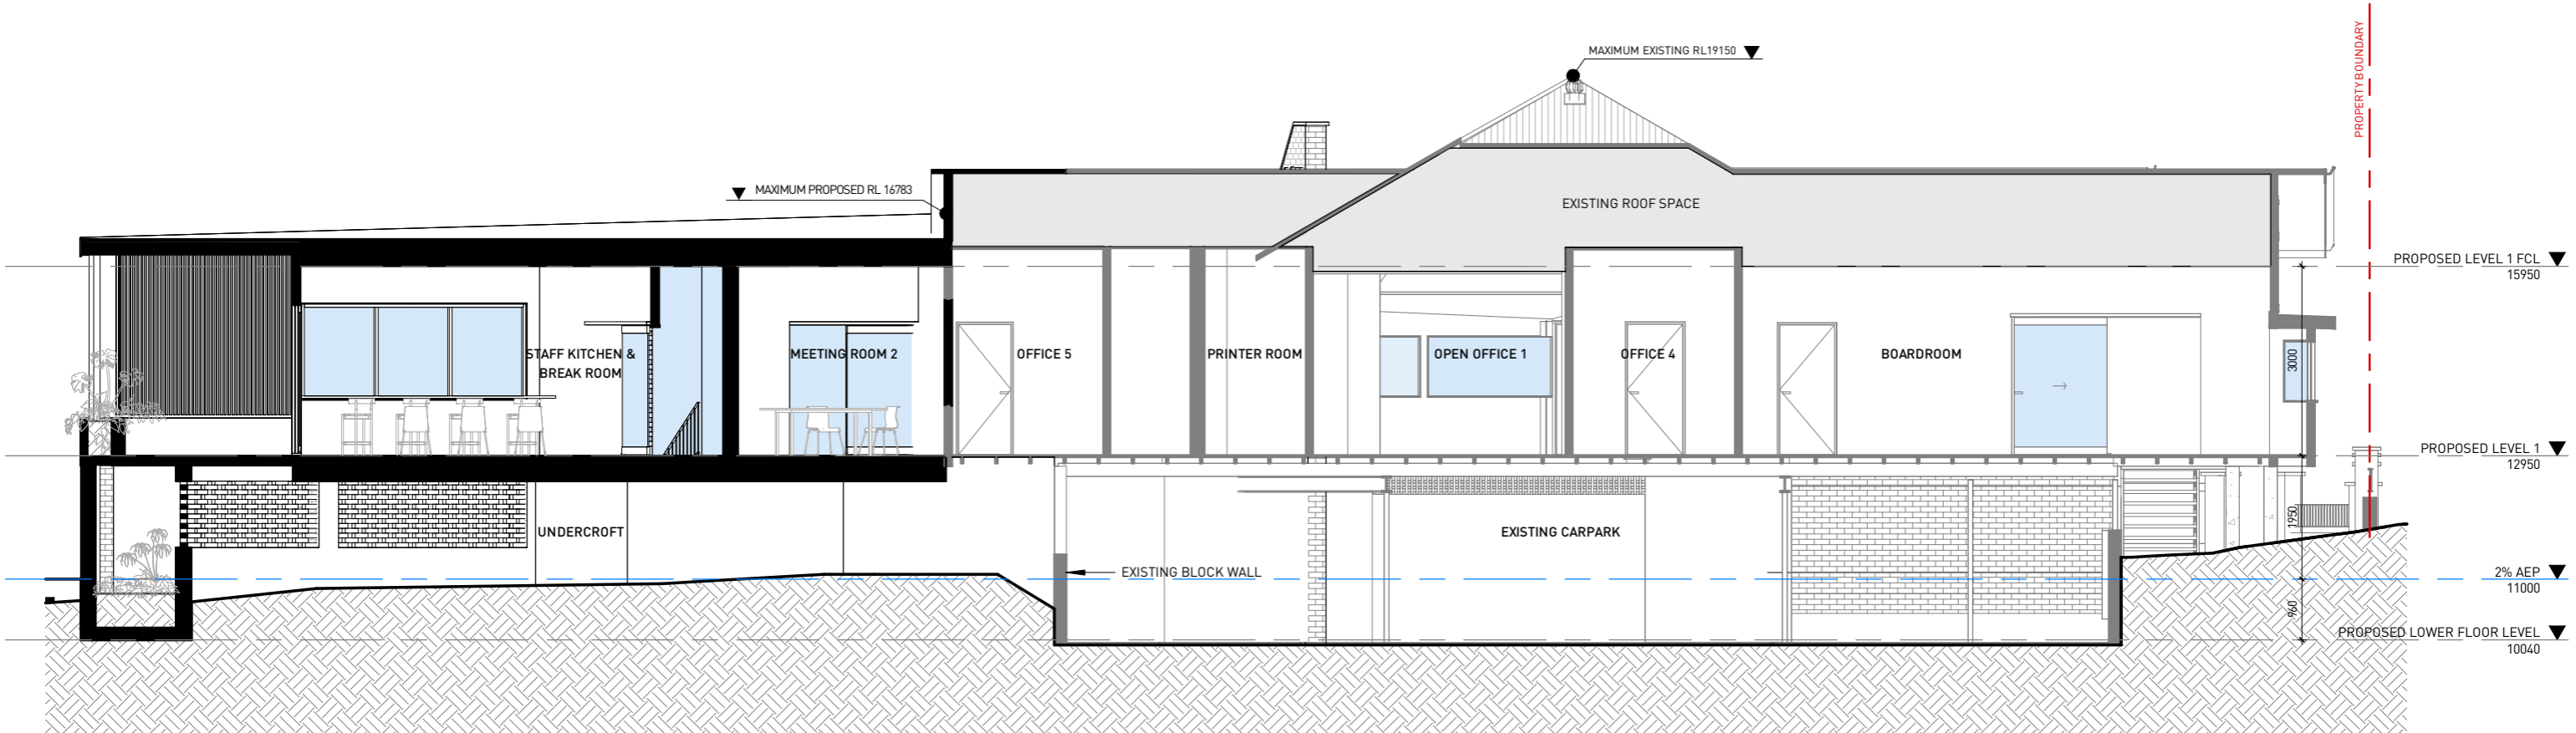 PROPERTY BOUNDARY
MAXIMUM EXISTING RL19150
MAXIMUM PROPOSED RL 16783
EXISTING ROOF SPACE
PROPOSED LEVEL 1 FCL
15950
STAFF KITCHEN &
BREAK ROOM
MEETING ROOM 2
OFFICE 5
PRINTER ROOM
OPEN OFFICE 1
OFFICE 4
BOARDROOM
3000
PROPOSED LEVEL 1
12950
UNDERCROFT
EXISTING CARPARK
1950
EXISTING BLOCK WALL
2% AEP
11000
960
PROPOSED LOWER FLOOR LEVEL
10040